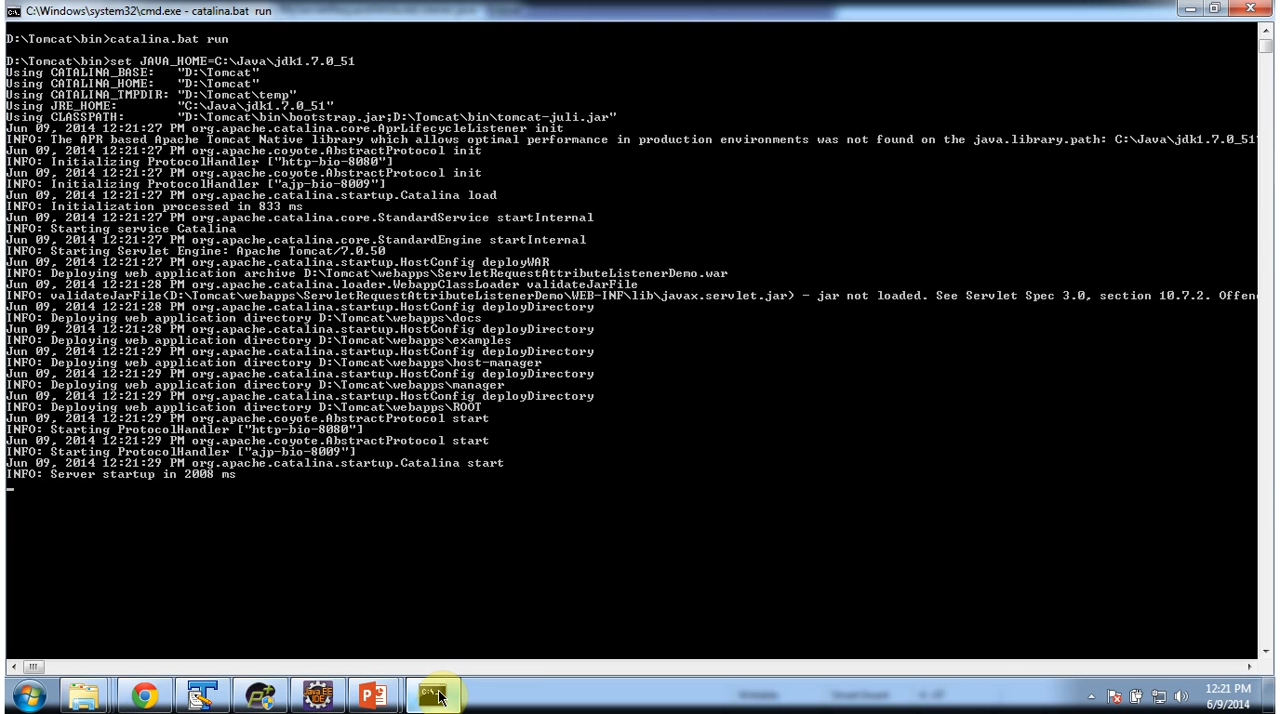 C:\Windows\system32\cmd.exe - catalina.bat  run
D:\Tomcat\bin>catalina.bat run
D:\Tomcat\bin>set JAVA_HOME=C:\Java\jdk1.7.0_51
Using CATALINA_BASE:   "D:\Tomcat"
Using CATALINA_HOME:   "D:\Tomcat"
Using CATALINA_TMPDIR: "D:\Tomcat\temp"
Using JRE_HOME:        "C:\Java\jdk1.7.0_51"
Using CLASSPATH:       "D:\Tomcat\bin\bootstrap.jar;D:\Tomcat\bin\tomcat-juli.jar"
Jun 09, 2014 12:21:27 PM org.apache.catalina.core.AprLifecycleListener init
INFO: The APR based Apache Tomcat Native library which allows optimal performance in production environments was not found on the java.library.path: C:\Java\jdk1.7.0_51
Jun 09, 2014 12:21:27 PM org.apache.coyote.AbstractProtocol init
INFO: Initializing ProtocolHandler ["http-bio-8080"]
Jun 09, 2014 12:21:27 PM org.apache.coyote.AbstractProtocol init
INFO: Initializing ProtocolHandler ["ajp-bio-8009"]
Jun 09, 2014 12:21:27 PM org.apache.catalina.startup.Catalina load
INFO: Initialization processed in 833 ms
Jun 09, 2014 12:21:27 PM org.apache.catalina.core.StandardService startInternal
INFO: Starting service Catalina
Jun 09, 2014 12:21:27 PM org.apache.catalina.core.StandardEngine startInternal
INFO: Starting Servlet Engine: Apache Tomcat/7.0.50
Jun 09, 2014 12:21:27 PM org.apache.catalina.startup.HostConfig deployWAR
INFO: Deploying web application archive D:\Tomcat\webapps\ServletRequestAttributeListenerDemo.war
Jun 09, 2014 12:21:28 PM org.apache.catalina.loader.WebappClassLoader validateJarFile
INFO: validateJarFile(D:\Tomcat\webapps\ServletRequestAttributeListenerDemo\WEB-INF\lib\javax.servlet.jar) - jar not loaded. See Servlet Spec 3.0, section 10.7.2. Offen
Jun 09, 2014 12:21:28 PM org.apache.catalina.startup.HostConfig deployDirectory
INFO: Deploying web application directory D:\Tomcat\webapps\docs
Jun 09, 2014 12:21:28 PM org.apache.catalina.startup.HostConfig deployDirectory
INFO: Deploying web application directory D:\Tomcat\webapps\examples
Jun 09, 2014 12:21:29 PM org.apache.catalina.startup.HostConfig deployDirectory
INFO: Deploying web application directory D:\Tomcat\webapps\host-manager
Jun 09, 2014 12:21:29 PM org.apache.catalina.startup.HostConfig deployDirectory
INFO: Deploying web application directory D:\Tomcat\webapps\manager
Jun 09, 2014 12:21:29 PM org.apache.catalina.startup.HostConfig deployDirectory
INFO: Deploying web application directory D:\Tomcat\webapps\ROOT
Jun 09, 2014 12:21:29 PM org.apache.coyote.AbstractProtocol start
INFO: Starting ProtocolHandler ["http-bio-8080"]
Jun 09, 2014 12:21:29 PM org.apache.coyote.AbstractProtocol start
INFO: Starting ProtocolHandler ["ajp-bio-8009"]
Jun 09, 2014 12:21:29 PM org.apache.catalina.startup.Catalina start
INFO: Server startup in 2008 ms
Java EE
IDE
12:21 PM
6/9/2014